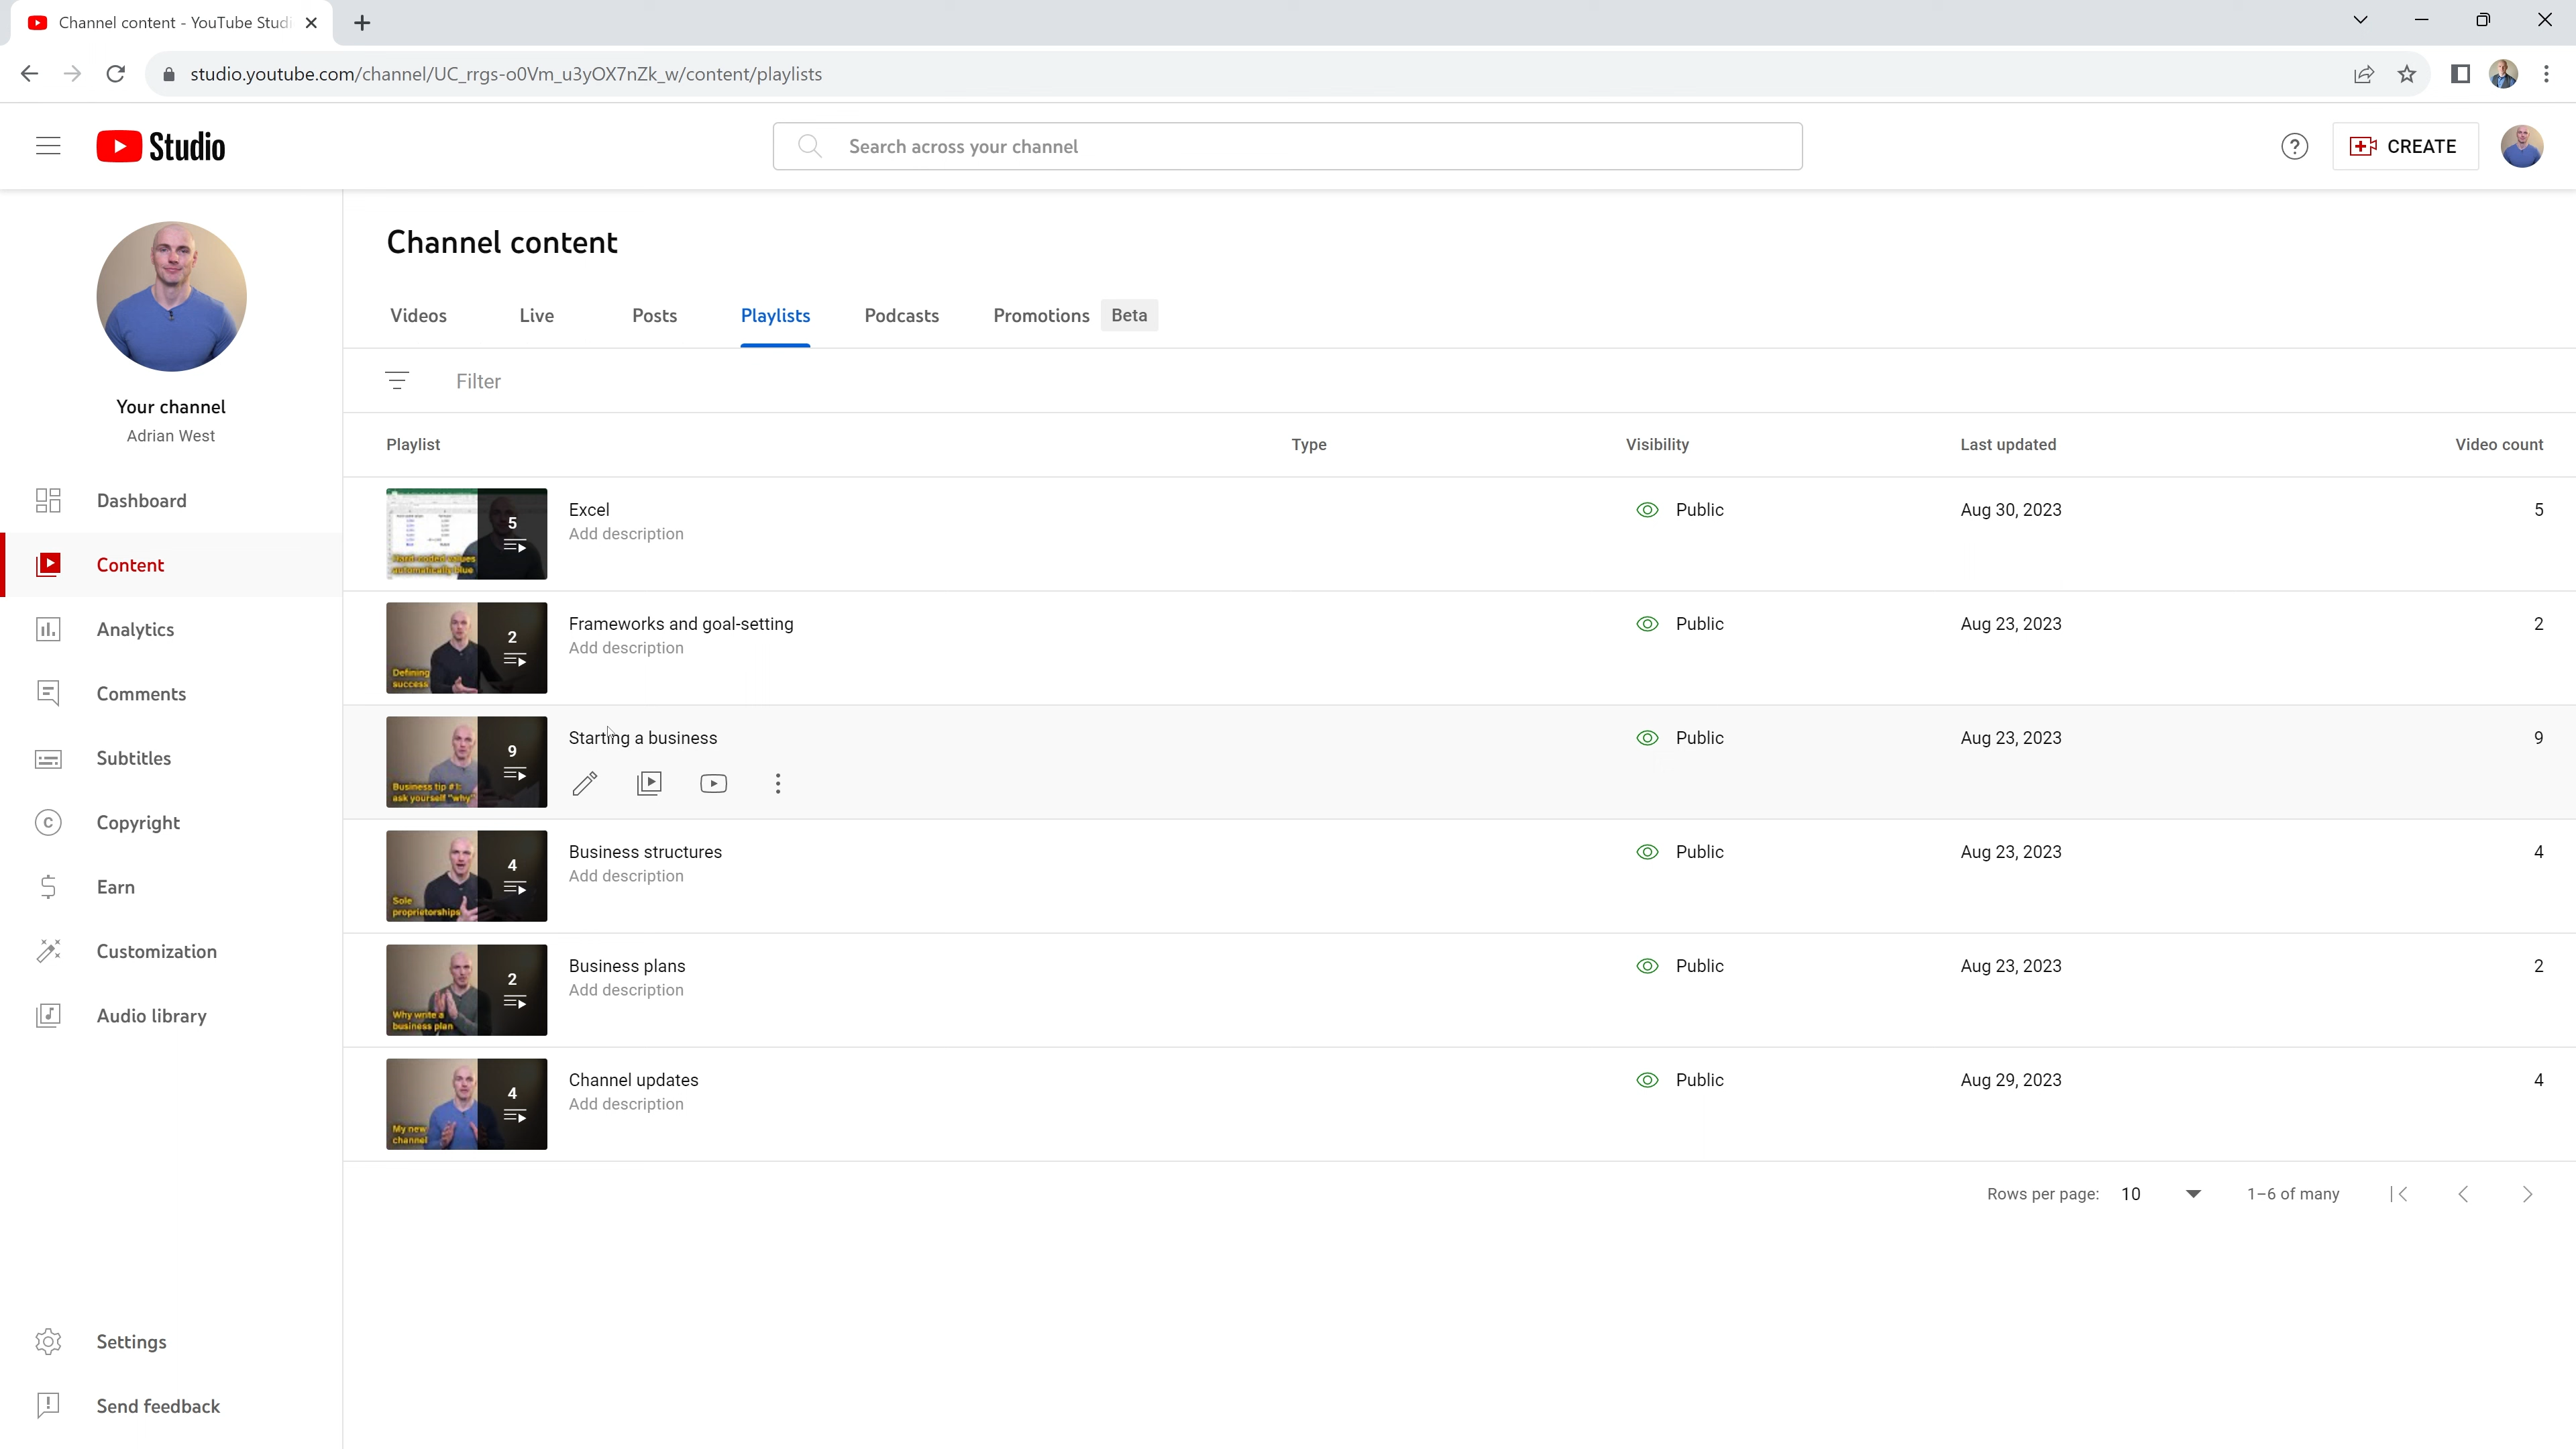 Channel content - YouTube Studi
studio.youtube.com/channel/UC_rrgs-o0Vm_u3yOX7nZk_w/content/playlists
Studio
Search across your channel
?
CREATE
Your channel
Adrian West
Dashboard
Content
Analytics
Comments
Subtitles
Copyright
Earn
Customization
Audio library
Settings
Send feedback
Channel content
Videos Live Posts Playlists Podcasts Promotions Beta
Filter
Playlist Type Visibility Last updated Video count
5
Hard-coded values
automatically blue
Excel
Add description
Public Aug 30, 2023 5
2
Defining
success
Frameworks and goal-setting
Add description
Public Aug 23, 2023 2
9
Business tip #1:
ask yourself "why"
Starting a business
Public Aug 23, 2023 9
4
Sole
proprietorships
Business structures
Add description
Public Aug 23, 2023 4
2
Why write a
business plan
Business plans
Add description
Public Aug 23, 2023 2
4
My new
channel
Channel updates
Add description
Public Aug 29, 2023 4
Rows per page: 10 1–6 of many